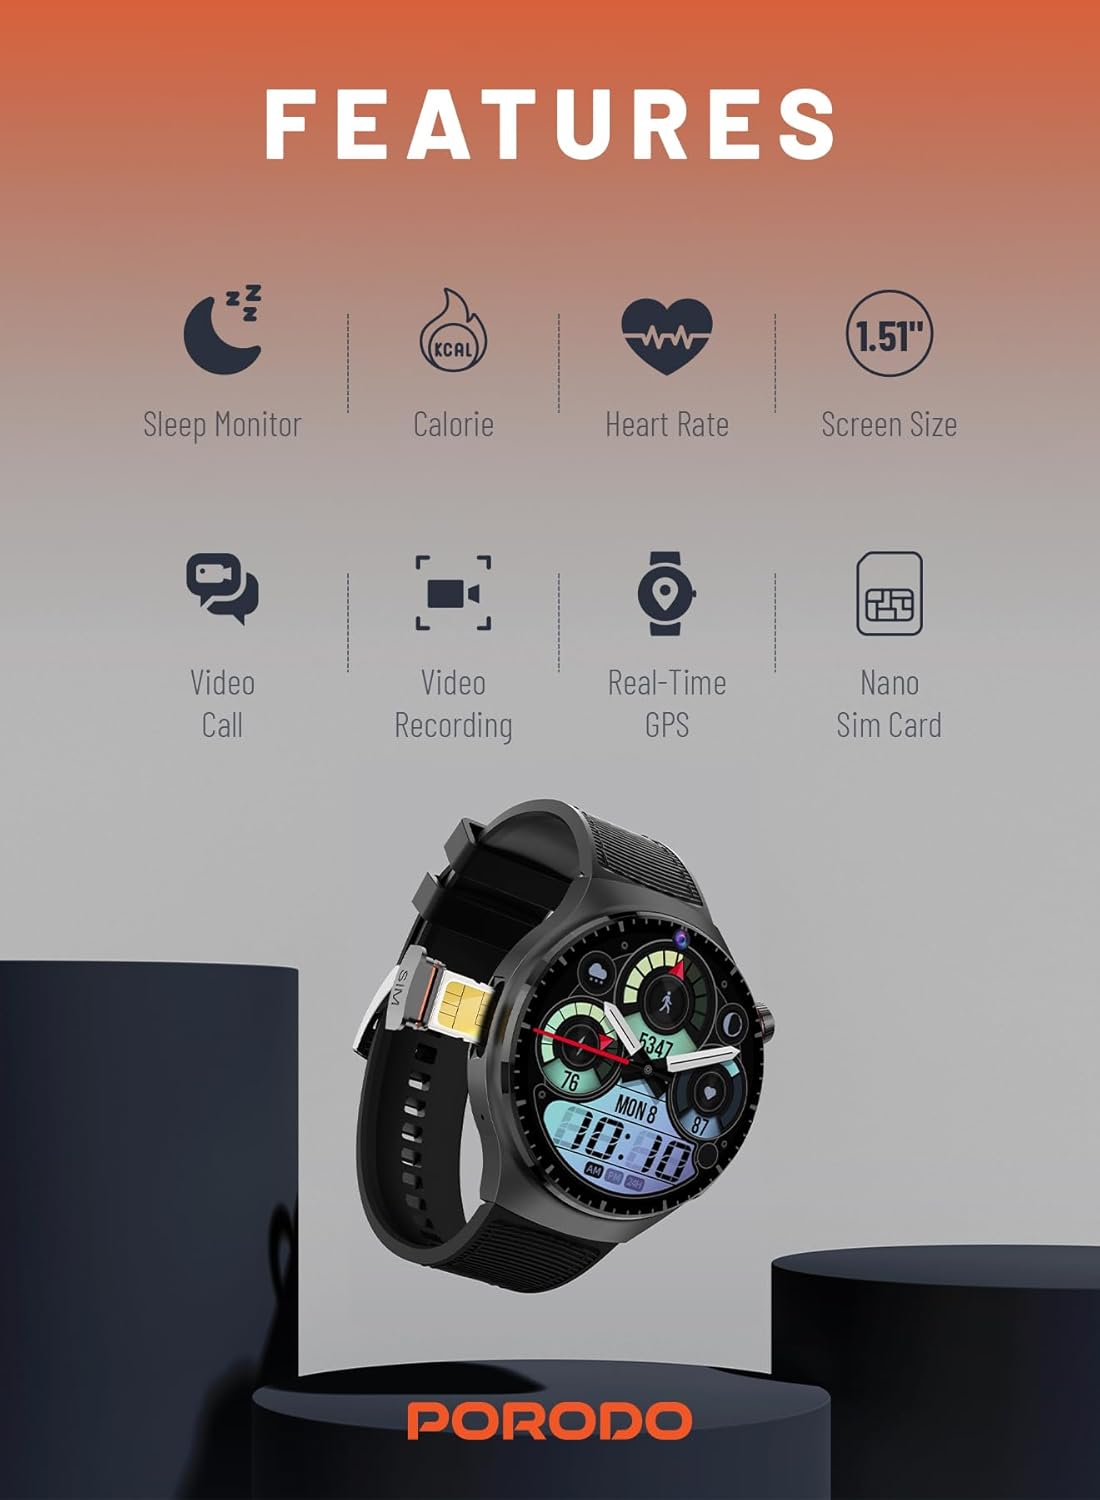 FEATURES
KCAL
1.51"
Sleep Monitor
Calorie
Heart Rate
Screen Size
Video
Call
Video
Recording
Real-Time
GPS
Nano
Sim Card
SIM
5347
76
MON 8
87
10:10
AM PM 24H
PORODO